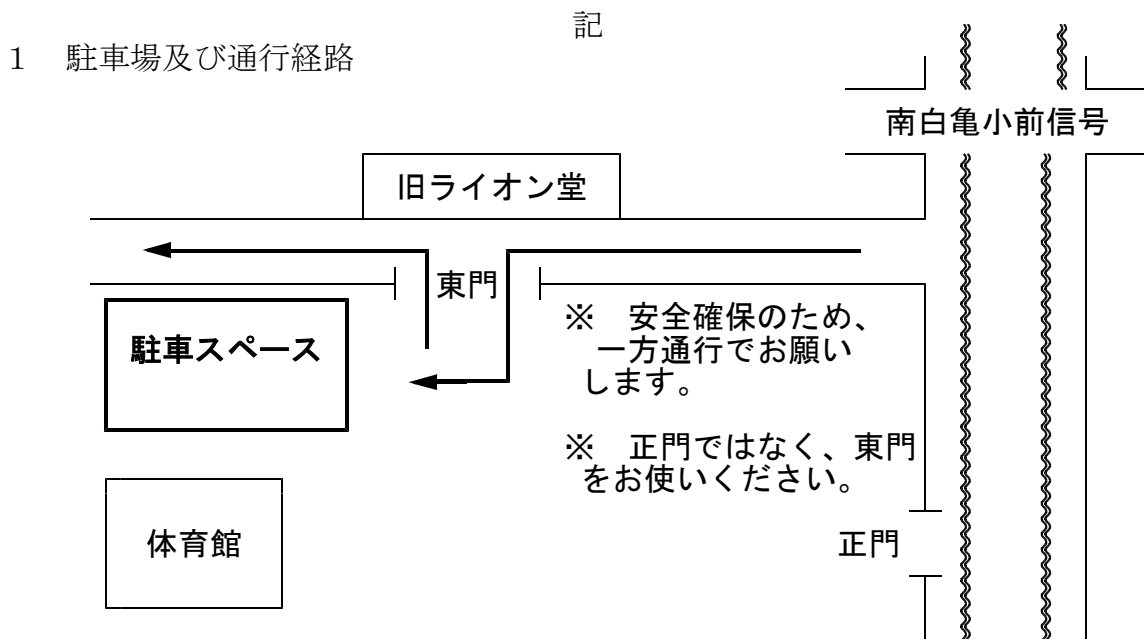 記
１　駐車場及び通行経路
南白亀小前信号
旧ライオン堂
東門
駐車スペース
※　安全確保のため、
一方通行でお願い
します。
※　正門ではなく、東門
をお使いください。
体育館
正門